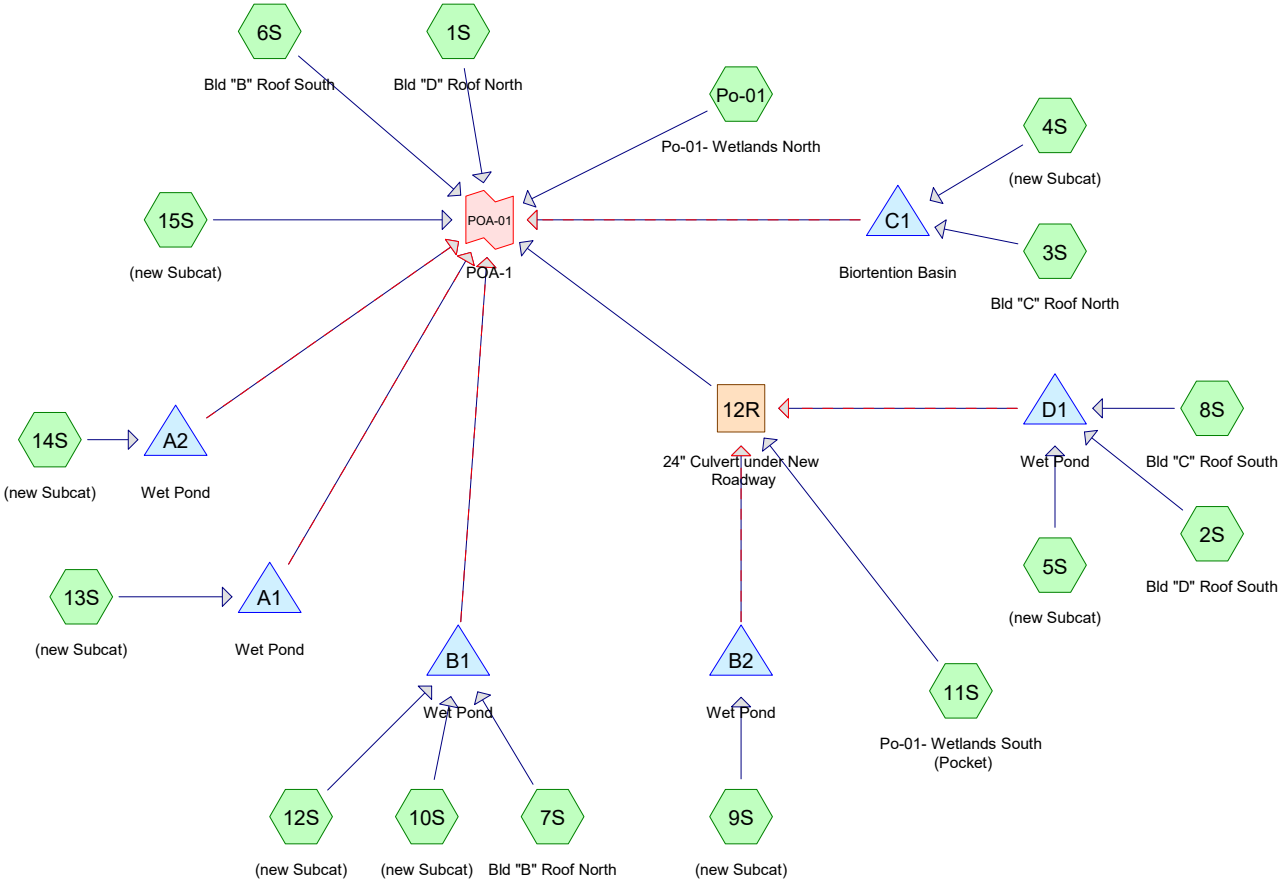 6S
Bld "B" Roof South
1S
Bld "D" Roof North
Po-01
Po-01- Wetlands North
4S
(new Subcat)
15S
(new Subcat)
POA-01
POA-1
C1
Biortention Basin
3S
Bld "C" Roof North
14S
(new Subcat)
A2
Wet Pond
12R
24" Culvert under New
Roadway
D1
Wet Pond
8S
Bld "C" Roof South
2S
Bld "D" Roof South
5S
(new Subcat)
13S
(new Subcat)
A1
Wet Pond
B1
Wet Pond
B2
Wet Pond
11S
Po-01- Wetlands South
(Pocket)
12S
(new Subcat)
10S
(new Subcat)
7S
Bld "B" Roof North
9S
(new Subcat)